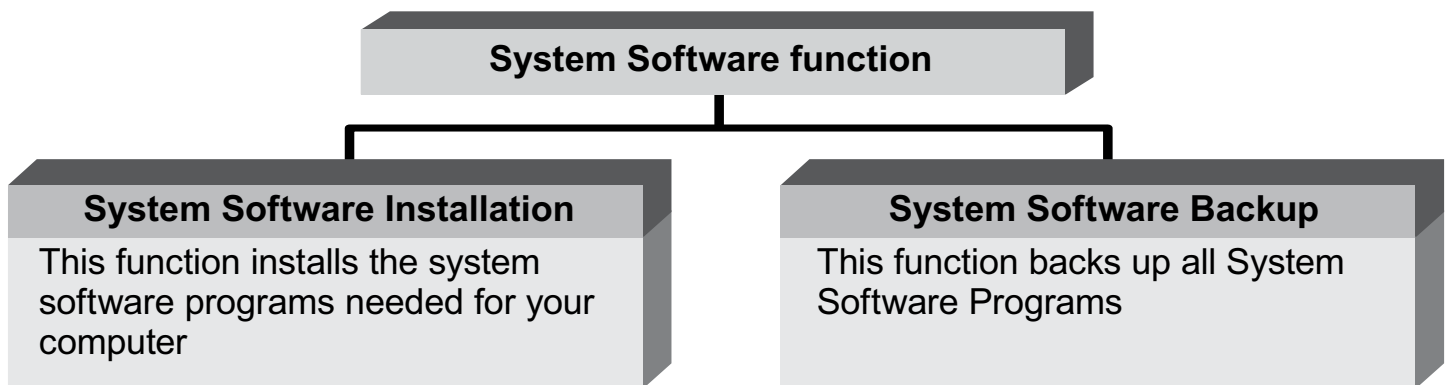 System Software function
System Software Installation
This function installs the system
software programs needed for your
computer
System Software Backup
This function backs up all System
Software Programs